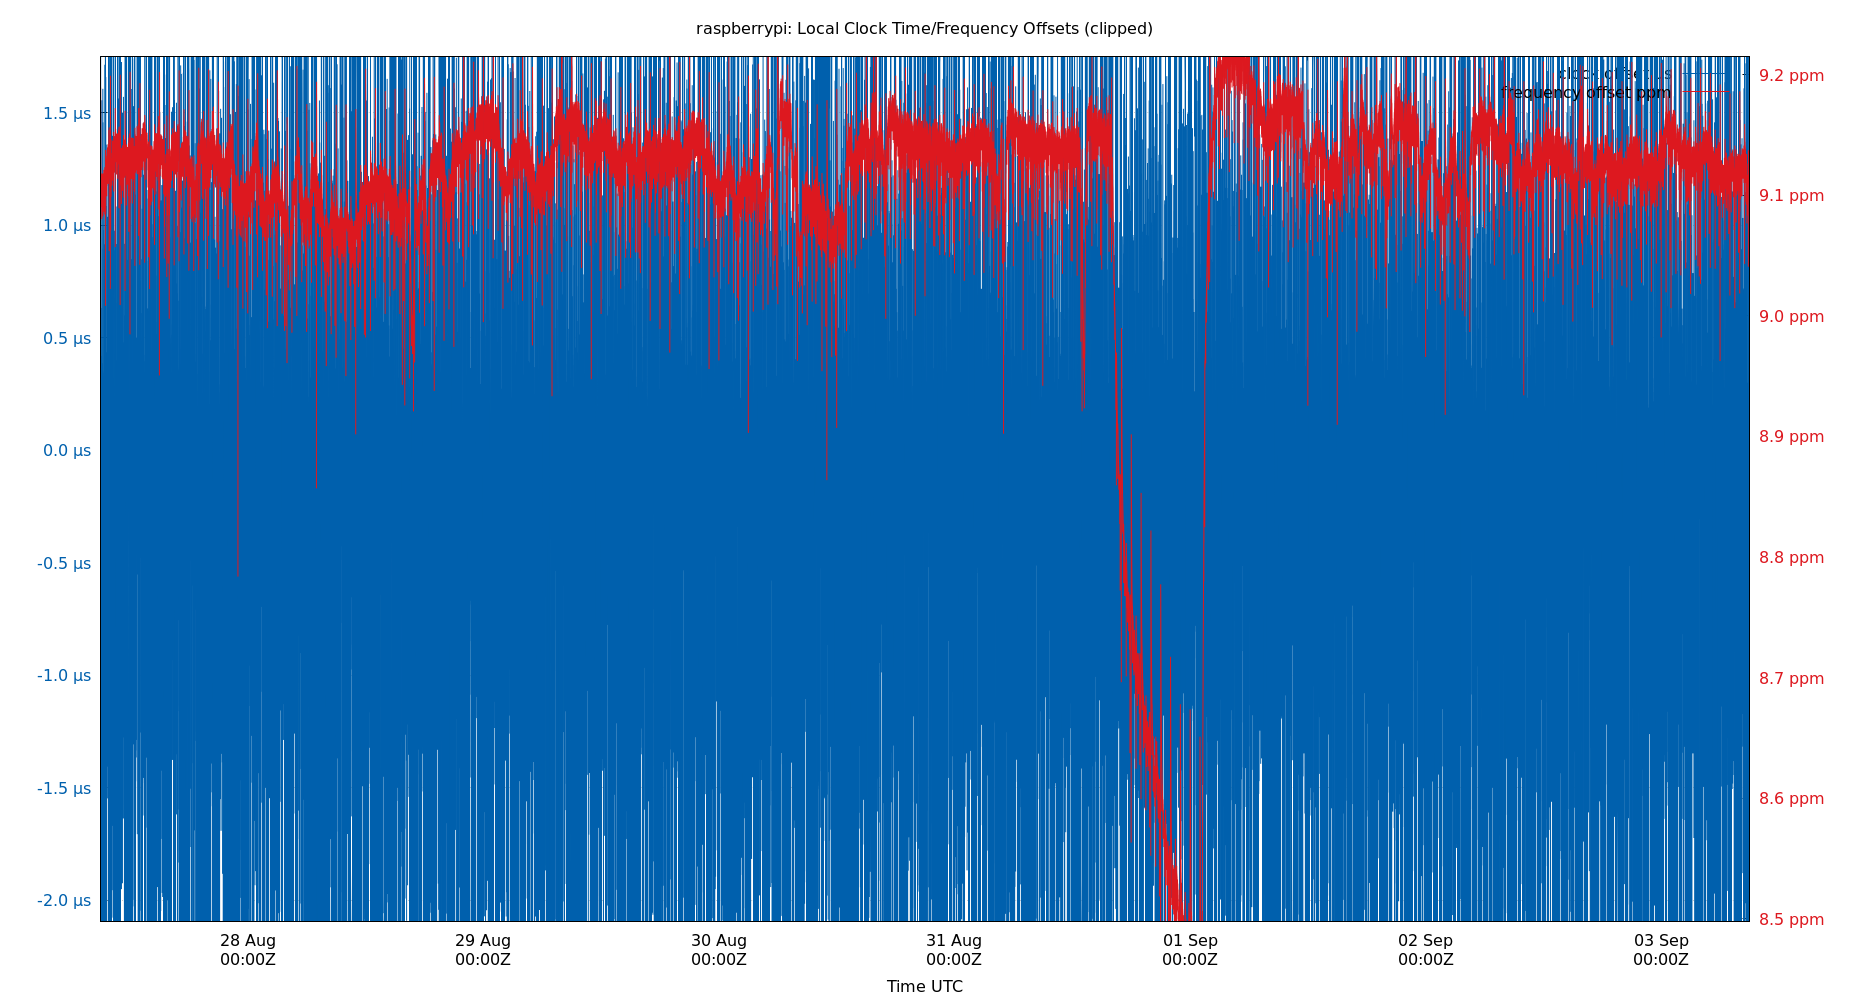 raspberrypi: Local Clock Time/Frequency Offsets (clipped)
clock offset µs
frequency offset ppm
1.5 µs
1.0 µs
0.5 µs
0.0 µs
-0.5 µs
-1.0 µs
-1.5 µs
-2.0 µs
9.2 ppm
9.1 ppm
9.0 ppm
8.9 ppm
8.8 ppm
8.7 ppm
8.6 ppm
8.5 ppm
28 Aug
00:00Z
29 Aug
00:00Z
30 Aug
00:00Z
31 Aug
00:00Z
01 Sep
00:00Z
02 Sep
00:00Z
03 Sep
00:00Z
Time UTC